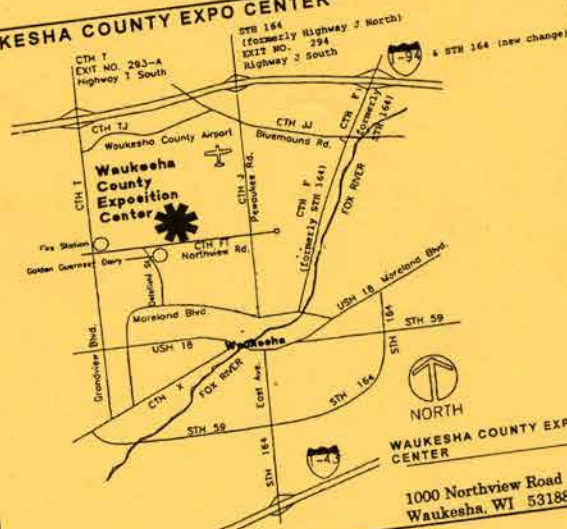 KESHA COUNTY EXPO CENTER
CTH T
EXIT NO. 293-A
Highway T South
STH 164
(formerly Highway J North)
EXIT NO. 294
Highway J South
I-94
& STH 164 (new change)
CTH TJ
Waukesha County Airport
CTH JJ
Bluemound Rd.
CTH F
(formerly
STH 164)
Waukesha
County
Exposition
Center
CTH T
CTH J
Pewaukee Rd.
CTH F
(formerly STH 164)
FOX RIVER
Fire Station
CTH FT
Northview Rd.
Golden Guernsey Dairy
Delafield St.
Moreland Blvd.
USH 18 Moreland Blvd.
Grandview Blvd.
USH 18
Waukesha
STH 59
STH 164
CTH X
FOX RIVER
East Ave.
STH 59
STH 164
NORTH
STH 164
I-43
WAUKESHA COUNTY EXP
CENTER
1000 Northview Road
Waukesha, WI 53188